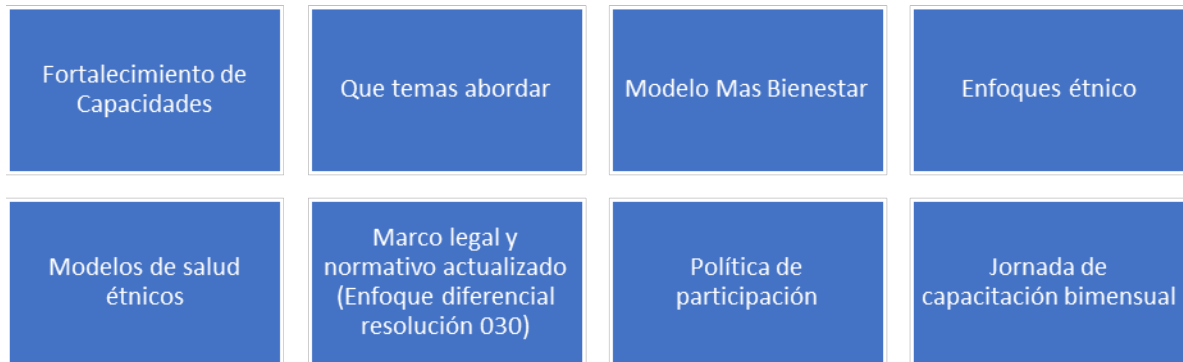 Fortalecimiento de
Capacidades
Que temas abordar
Modelo Mas Bienestar
Enfoques étnico
Modelos de salud
étnicos
Marco legal y
normativo actualizado
(Enfoque diferencial
resolución 030)
Política de
participación
Jornada de
capacitación bimensual